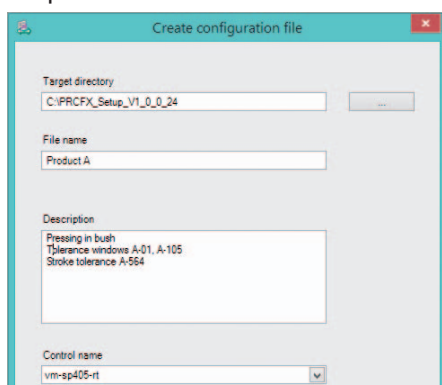 Create configuration file
Target directory
C:\PRCFX_Setup_V1_0_0_24
...
File name
Product A
Description
Pressing in bush
Tolerance windows A-01, A-105
Stroke tolerance A-564
Control name
vm-sp405-rt